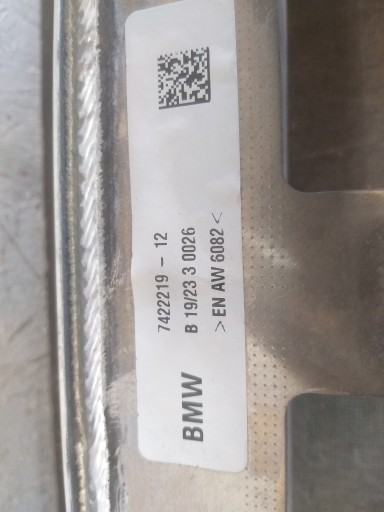 BMW
7422219 - 12
B 19/23 3 0026
> EN AW 6082 <